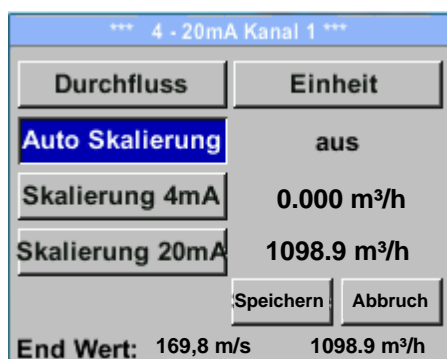 *** 4 - 20mA Kanal 1 ***
Durchfluss Einheit
Auto Skalierung aus
Skalierung 4mA 0.000 m³/h
Skalierung 20mA 1098.9 m³/h
Speichern Abbruch
End Wert: 169,8 m/s 1098.9 m³/h